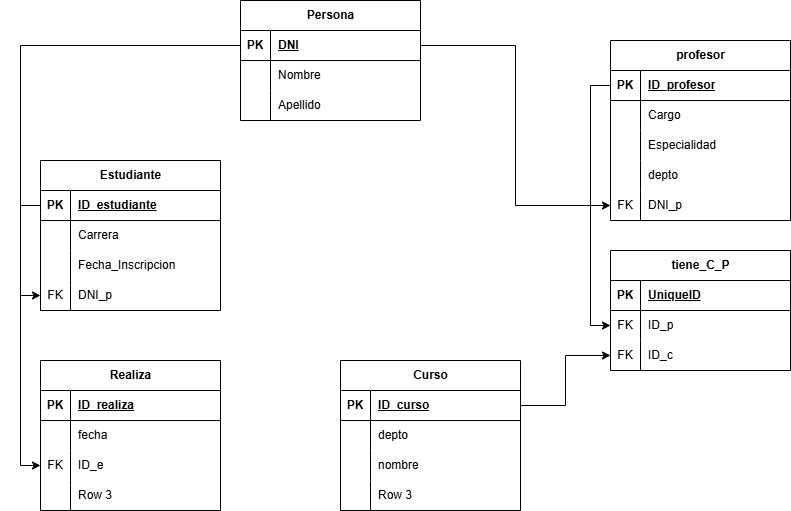 Persona
PK DNI
Nombre
Apellido
profesor
PK ID_profesor
Cargo
Especialidad
depto
FK DNI_p
Estudiante
PK ID_estudiante
Carrera
Fecha_Inscripcion
FK DNI_p
tiene_C_P
PK UniqueID
FK ID_p
FK ID_c
Realiza
PK ID_realiza
fecha
FK ID_e
Row 3
Curso
PK ID_curso
depto
nombre
Row 3